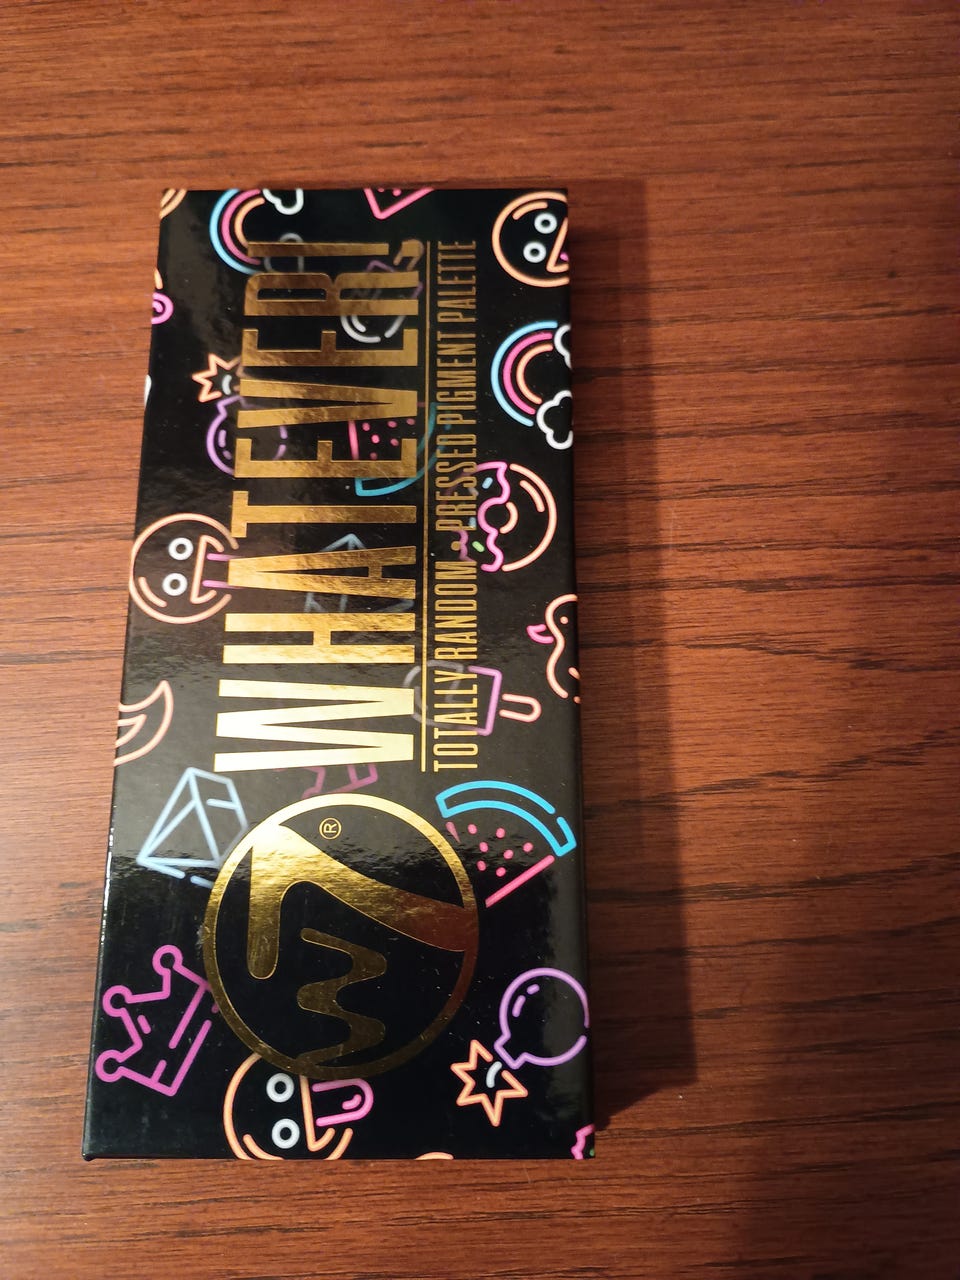 W7®
WHATEVER!
TOTALLY RANDOM • PRESSED PIGMENT PALETTE